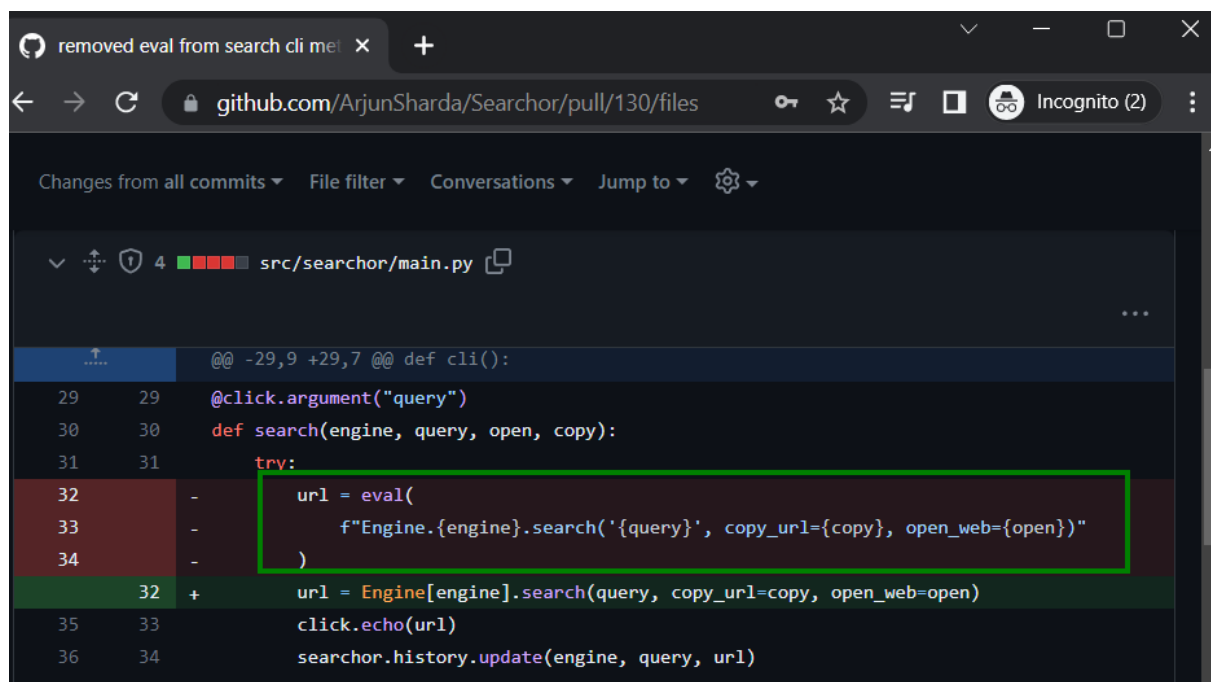 removed eval from search cli met
github.com/ArjunSharda/Searchor/pull/130/files Incognito (2)
Changes from all commits File filter Conversations Jump to
4 src/searchor/main.py
...
@@ -29,9 +29,7 @@ def cli():
29 29 @click.argument("query")
30 30 def search(engine, query, open, copy):
31 31 try:
32 - url = eval(
33 - f"Engine.{engine}.search('{query}', copy_url={copy}, open_web={open})"
34 - )
32 + url = Engine[engine].search(query, copy_url=copy, open_web=open)
35 33 click.echo(url)
36 34 searchor.history.update(engine, query, url)